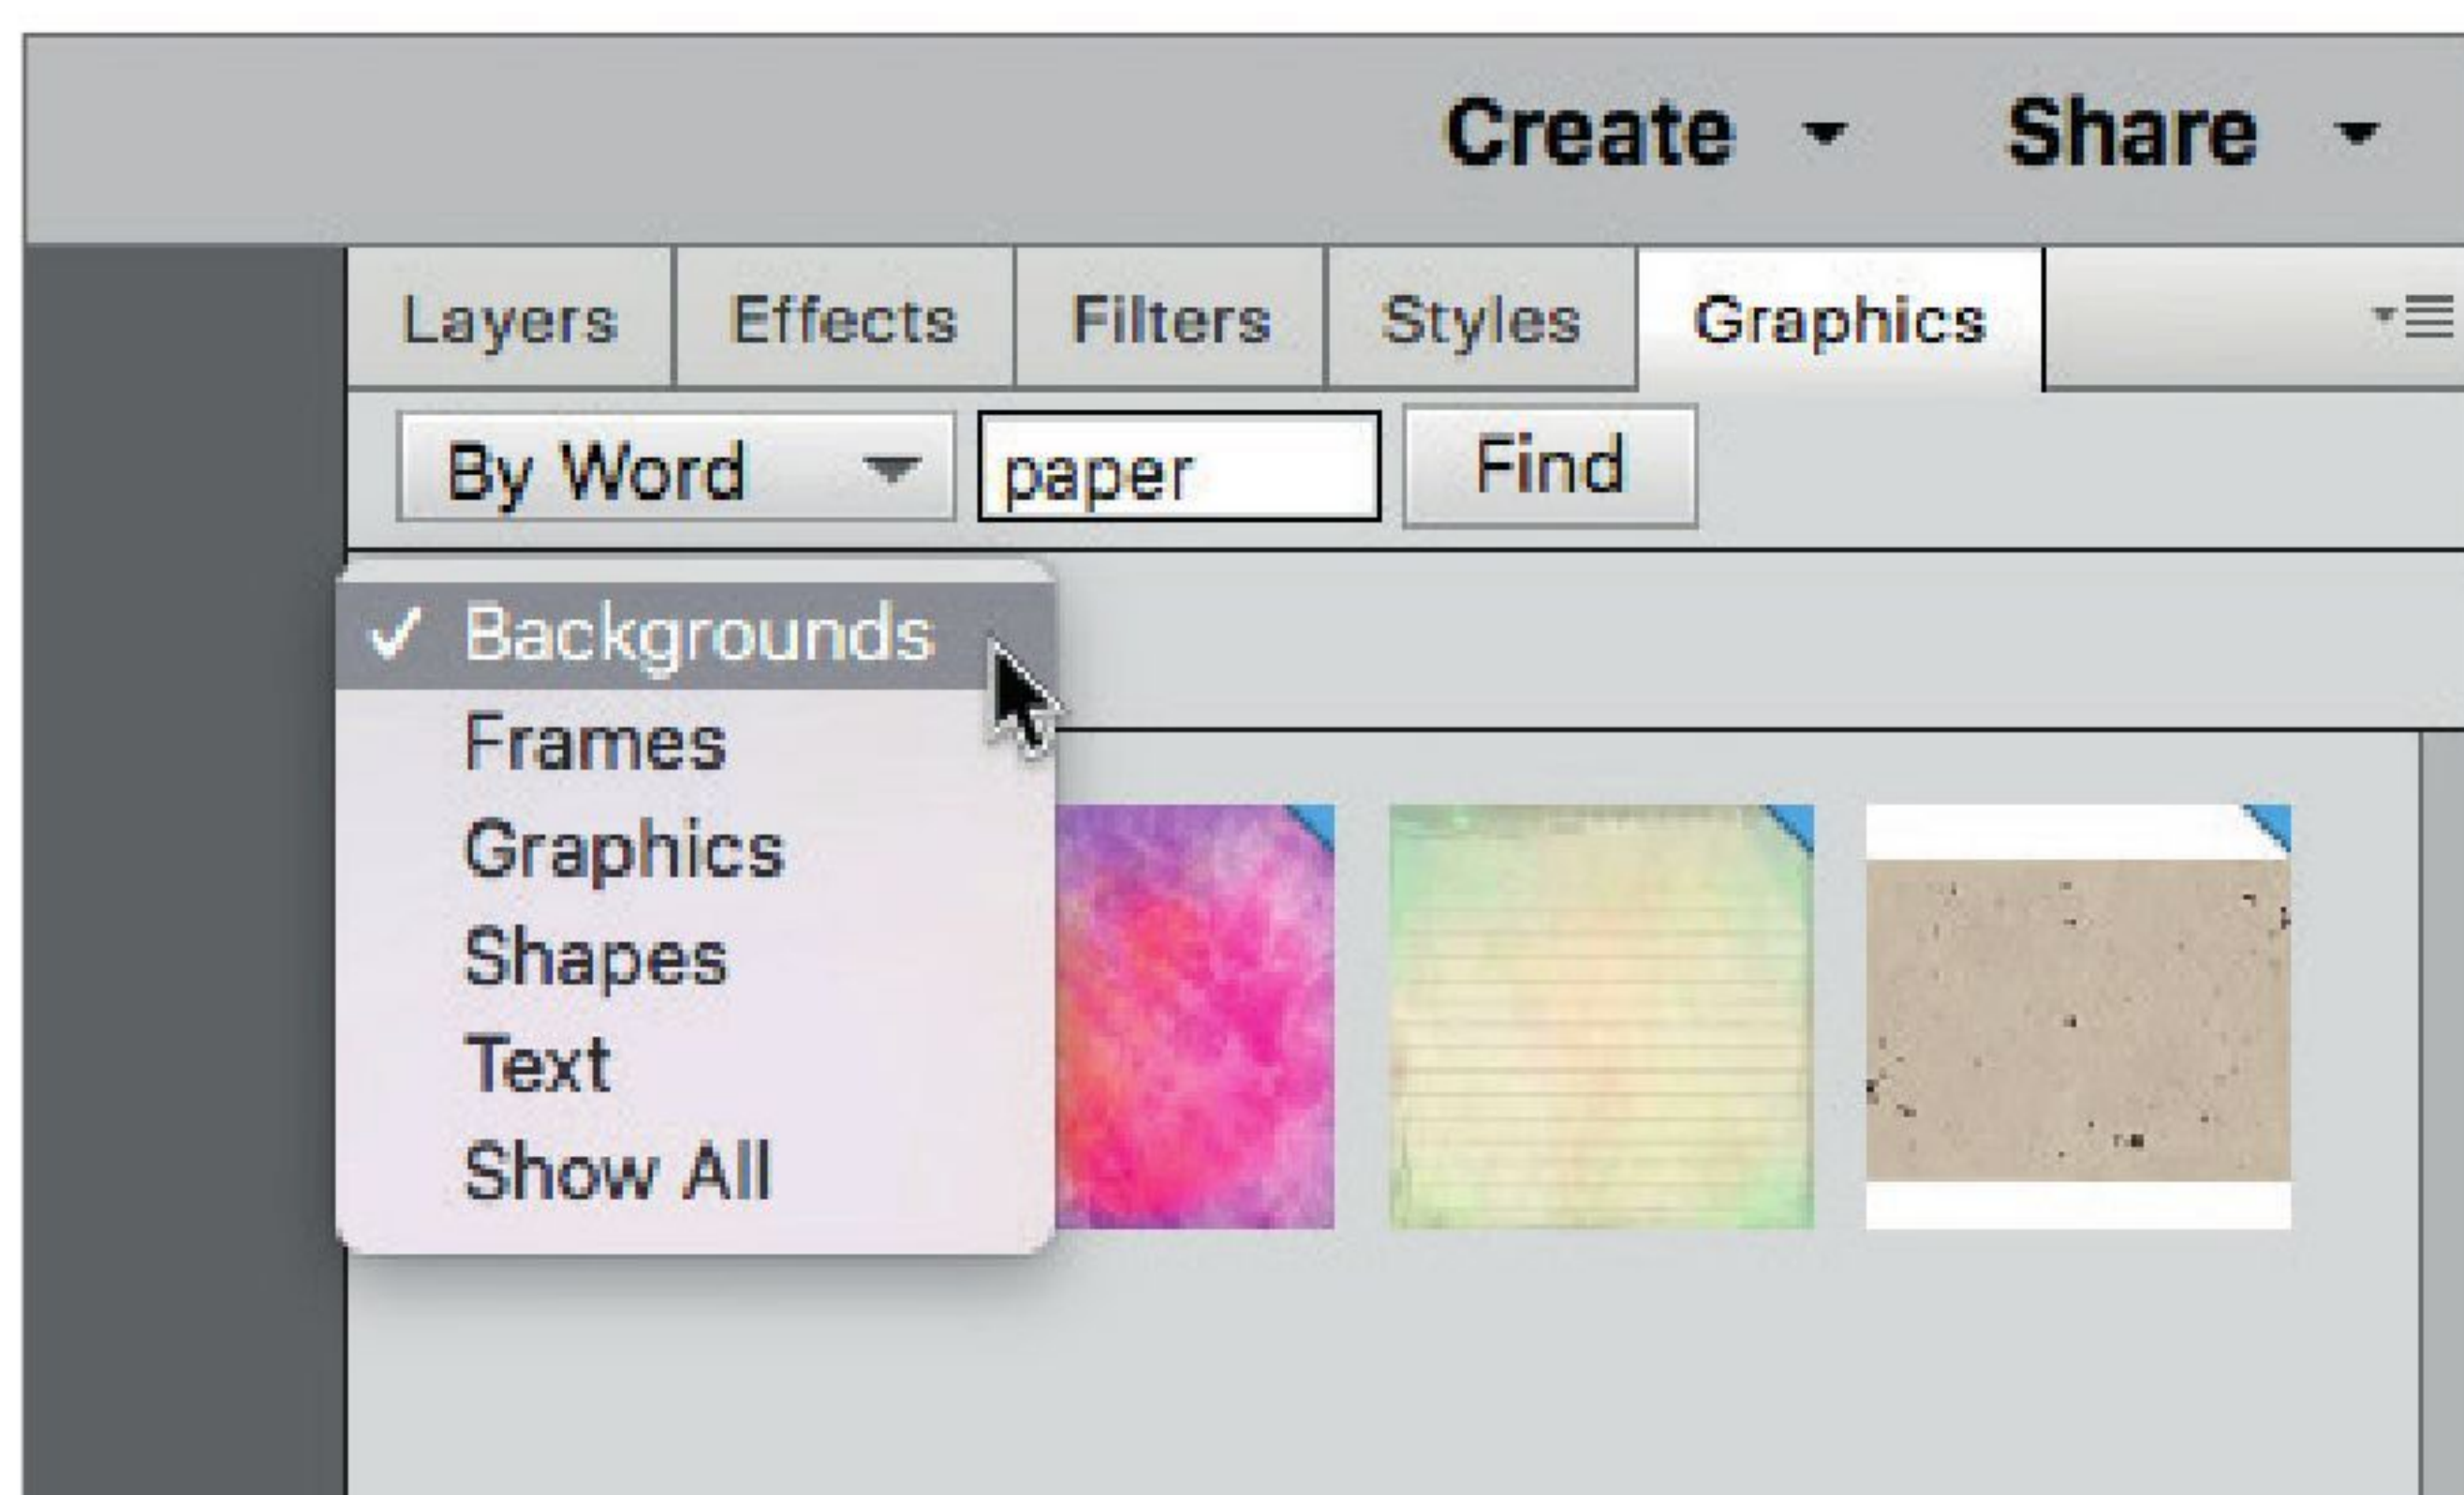 Create Share
Layers Effects Filters Styles Graphics
By Word paper Find
Backgrounds
Frames
Graphics
Shapes
Text
Show All